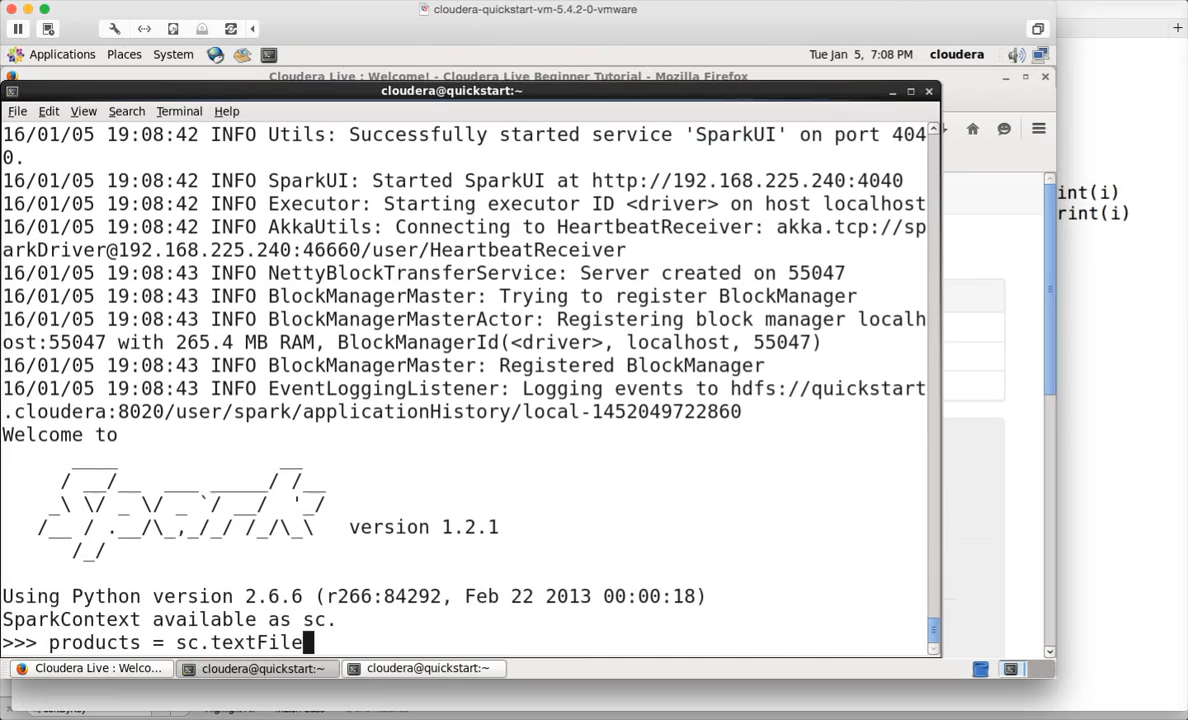 cloudera-quickstart-vm-5.4.2-0-vmware
Applications Places System Tue Jan 5, 7:08 PM cloudera
Cloudera Live : Welcome! - Cloudera Live Beginner Tutorial - Mozilla Firefox
cloudera@quickstart:~
File Edit View Search Terminal Help
16/01/05 19:08:42 INFO Utils: Successfully started service 'SparkUI' on port 404
0.
16/01/05 19:08:42 INFO SparkUI: Started SparkUI at http://192.168.225.240:4040
16/01/05 19:08:42 INFO Executor: Starting executor ID <driver> on host localhost
16/01/05 19:08:42 INFO AkkaUtils: Connecting to HeartbeatReceiver: akka.tcp://sp
arkDriver@192.168.225.240:46660/user/HeartbeatReceiver
16/01/05 19:08:43 INFO NettyBlockTransferService: Server created on 55047
16/01/05 19:08:43 INFO BlockManagerMaster: Trying to register BlockManager
16/01/05 19:08:43 INFO BlockManagerMasterActor: Registering block manager localh
ost:55047 with 265.4 MB RAM, BlockManagerId(<driver>, localhost, 55047)
16/01/05 19:08:43 INFO BlockManagerMaster: Registered BlockManager
16/01/05 19:08:43 INFO EventLoggingListener: Logging events to hdfs://quickstart
.cloudera:8020/user/spark/applicationHistory/local-1452049722860
Welcome to
Spark
version 1.2.1
Using Python version 2.6.6 (r266:84292, Feb 22 2013 00:00:18)
SparkContext available as sc.
>>> products = sc.textFile
int(i)
rint(i)
Cloudera Live : Welco... cloudera@quickstart:~ cloudera@quickstart:~